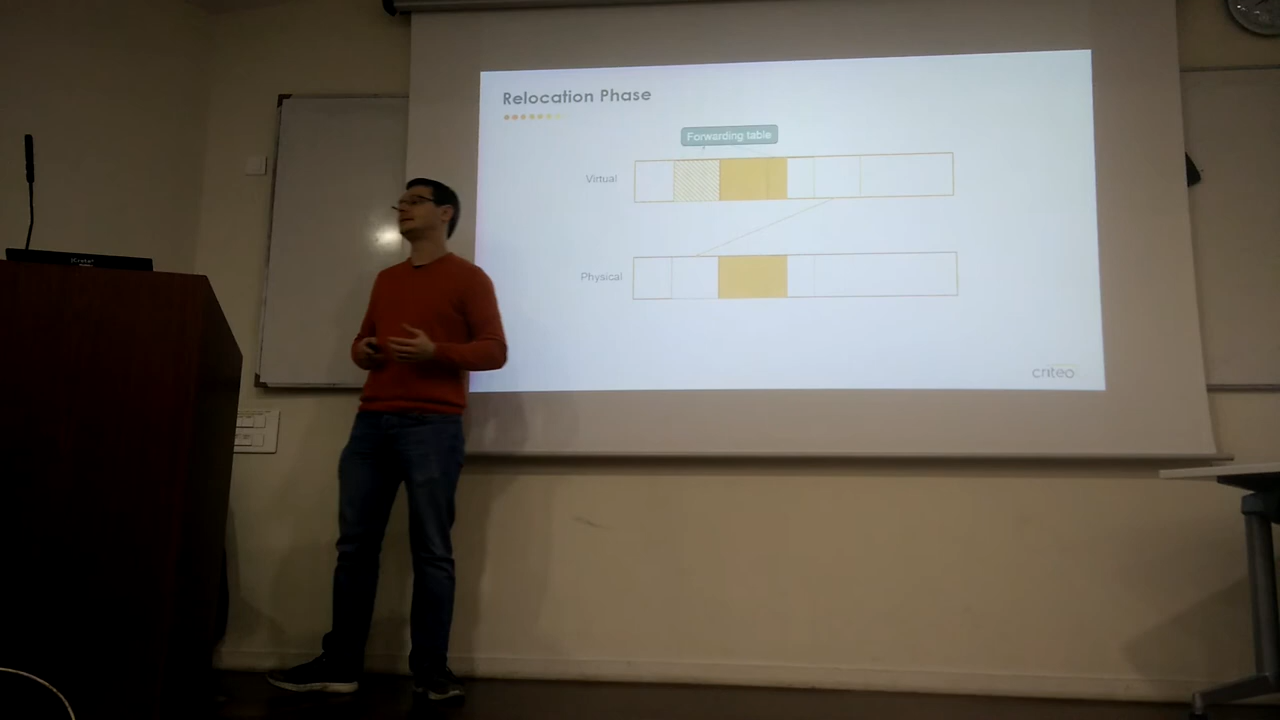 Relocation Phase
Forwarding table
Virtual
Physical
criteo